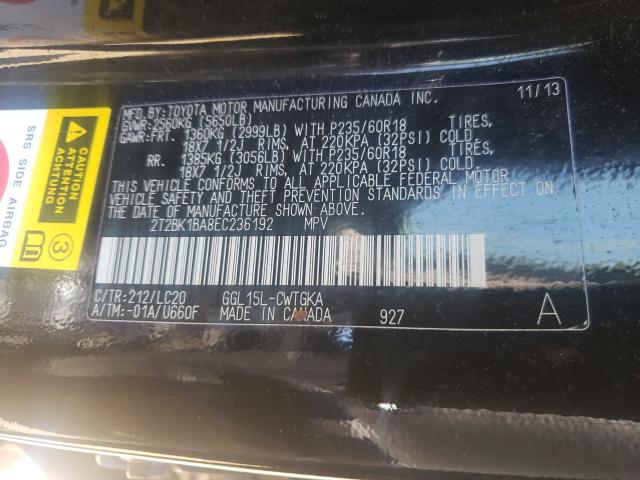 MFD.BY:TOYOTA MOTOR MANUFACTURING CANADA INC. 11/13
GVWR:2560KG (5650LB)
GAWR:FRT. 1360KG (2999LB) WITH P235/60R18 TIRES,
18X7 1/2J RIMS, AT 220KPA (32PSI) COLD.
RR. 1385KG (3056LB) WITH P235/60R18 TIRES,
18X7 1/2J RIMS, AT 220KPA (32PSI) COLD.
THIS VEHICLE CONFORMS TO ALL APPLICABLE FEDERAL MOTOR
VEHICLE SAFETY AND THEFT PREVENTION STANDARDS IN EFFECT ON
THE DATE OF MANUFACTURE SHOWN ABOVE.
2T2BK1BA8EC236192 MPV
C/TR:212/LC20 GGL15L-CWTGKA
A/TM:-01A/U660F MADE IN CANADA 927 A
SRS SIDE AIRBAG
CAUTION
ATTENTION
ACHTUNG
3